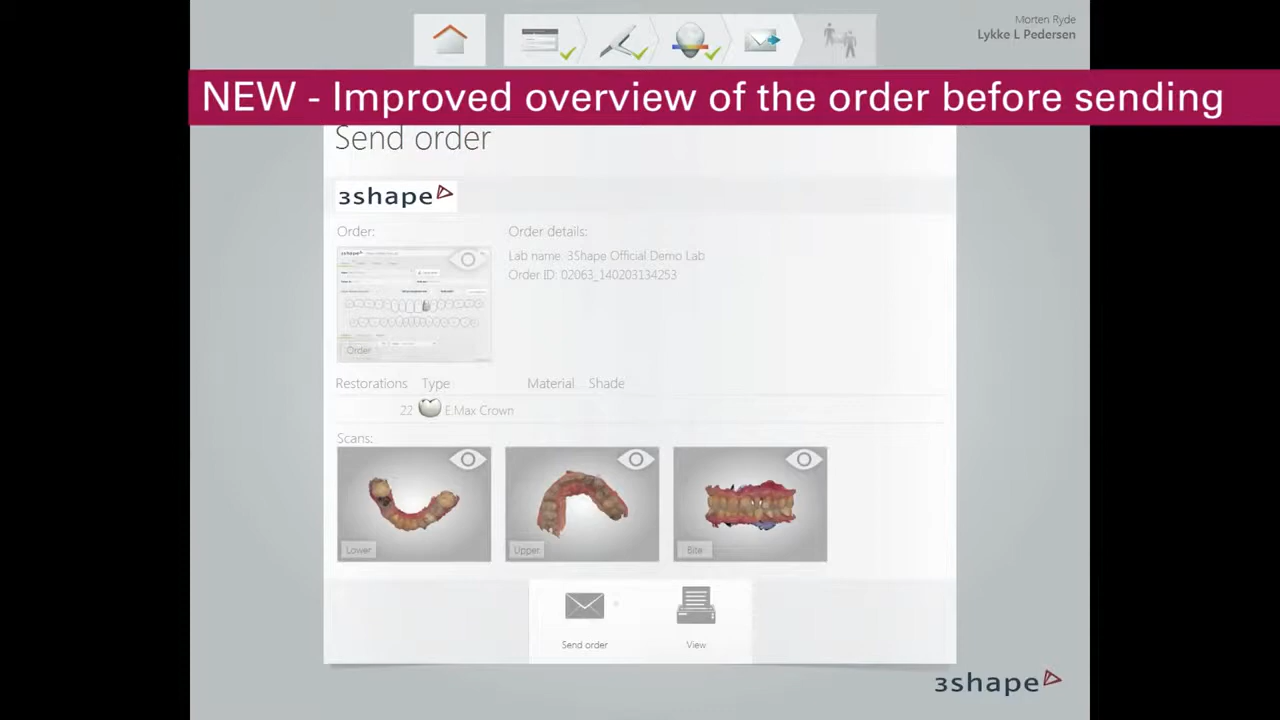 Morten Ryde
Lykke L Pedersen
NEW - Improved overview of the order before sending
Send order
3shape
Order:
Order details:
Lab name: 3Shape Official Demo Lab
Order ID: 02063_140203134253
3shape
Order
Restorations Type Material Shade
22 E.Max Crown
Scans:
Lower
Upper
Bite
Send order
View
3shape